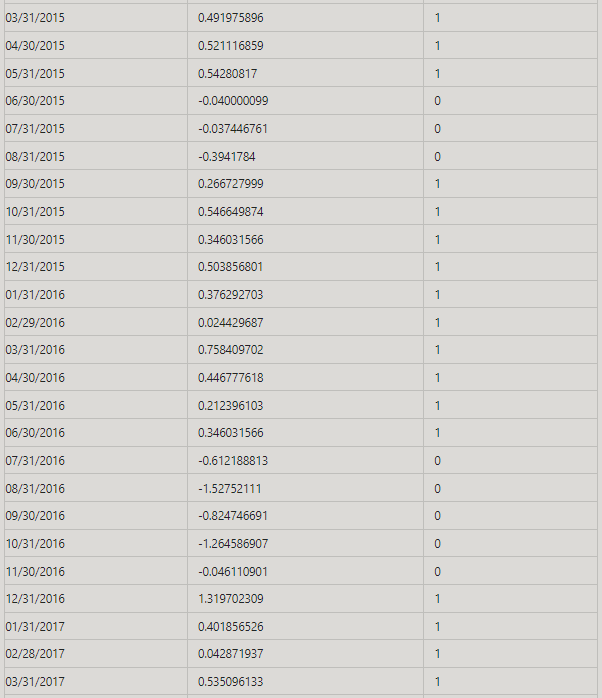 03/31/2015 0.491975896 1
04/30/2015 0.521116859 1
05/31/2015 0.54280817 1
06/30/2015 -0.040000099 0
07/31/2015 -0.037446761 0
08/31/2015 -0.3941784 0
09/30/2015 0.266727999 1
10/31/2015 0.546649874 1
11/30/2015 0.346031566 1
12/31/2015 0.503856801 1
01/31/2016 0.376292703 1
02/29/2016 0.024429687 1
03/31/2016 0.758409702 1
04/30/2016 0.446777618 1
05/31/2016 0.212396103 1
06/30/2016 0.346031566 1
07/31/2016 -0.612188813 0
08/31/2016 -1.52752111 0
09/30/2016 -0.824746691 0
10/31/2016 -1.264586907 0
11/30/2016 -0.046110901 0
12/31/2016 1.319702309 1
01/31/2017 0.401856526 1
02/28/2017 0.042871937 1
03/31/2017 0.535096133 1